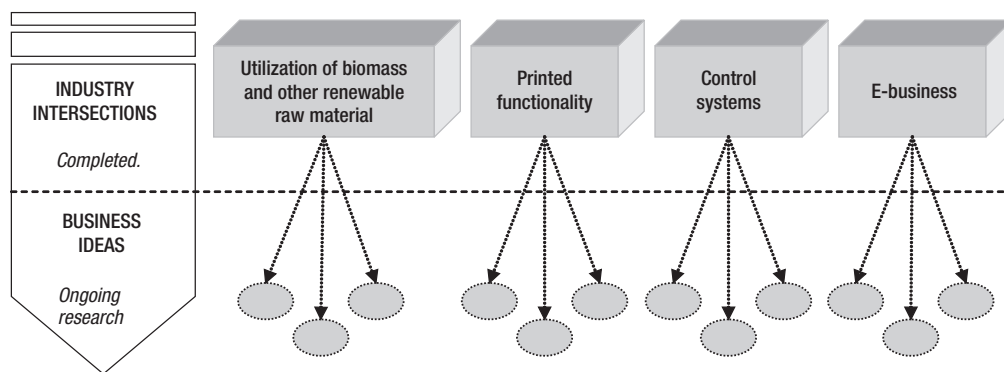 INDUSTRY
INTERSECTIONS
Completed.
Utilization of biomass
and other renewable
raw material
Printed
functionality
Control
systems
E-business
BUSINESS
IDEAS
Ongoing
research